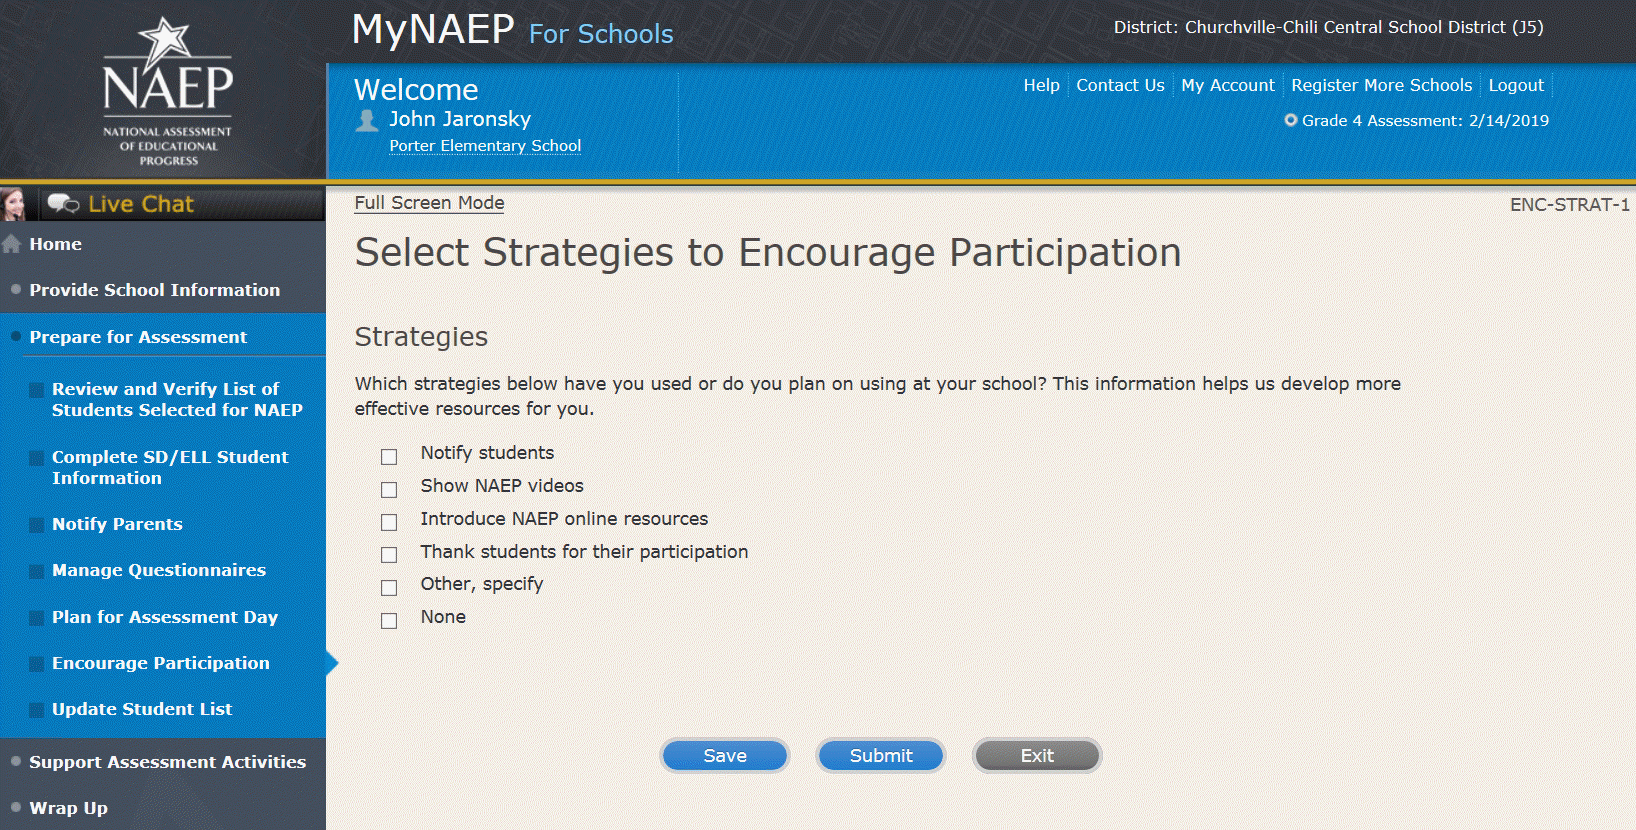 NAEP
NATIONAL ASSESSMENT
OF EDUCATIONAL
PROGRESS
MyNAEP For Schools
District: Churchville-Chili Central School District (J5)
Welcome
John Jaronsky
Porter Elementary School
Help Contact Us My Account Register More Schools Logout
Grade 4 Assessment: 2/14/2019
Live Chat
Home
Provide School Information
Prepare for Assessment
Review and Verify List of
Students Selected for NAEP
Complete SD/ELL Student
Information
Notify Parents
Manage Questionnaires
Plan for Assessment Day
Encourage Participation
Update Student List
Support Assessment Activities
Wrap Up
Full Screen Mode
ENC-STRAT-1
Select Strategies to Encourage Participation
Strategies
Which strategies below have you used or do you plan on using at your school? This information helps us develop more
effective resources for you.
Notify students
Show NAEP videos
Introduce NAEP online resources
Thank students for their participation
Other, specify
None
Save Submit Exit